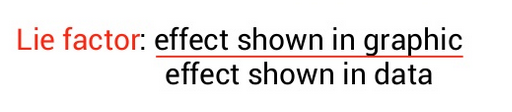 Lie factor: effect shown in graphic
effect shown in data